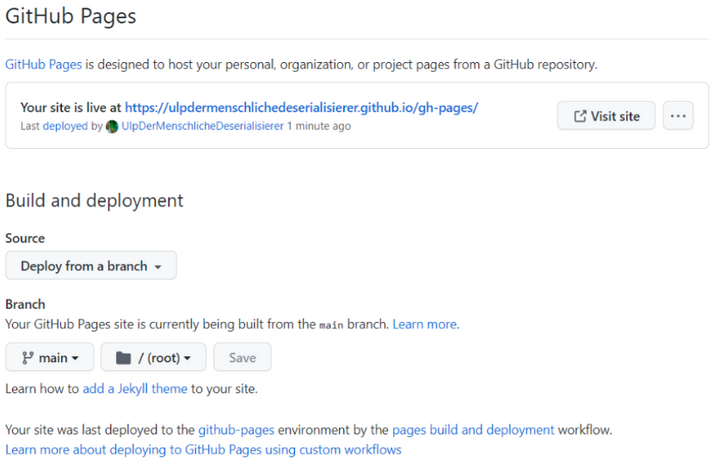 GitHub Pages
GitHub Pages is designed to host your personal, organization, or project pages from a GitHub repository.
Your site is live at https://ulpdermenschlichedeserialisierer.github.io/gh-pages/
Last deployed by UlpDerMenschlicheDeserialisierer 1 minute ago
Visit site
Build and deployment
Source
Deploy from a branch
Branch
Your GitHub Pages site is currently being built from the main branch. Learn more.
main / (root) Save
Learn how to add a Jekyll theme to your site.
Your site was last deployed to the github-pages environment by the pages build and deployment workflow.
Learn more about deploying to GitHub Pages using custom workflows